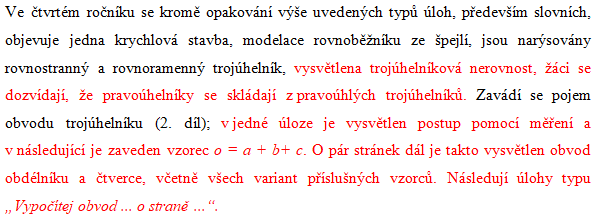 Ve čtvrtém ročníku se kromě opakování výše uvedených typů úloh, především slovních,
objevuje jedna krychlová stavba, modelace rovnoběžníku ze špejlí, jsou narýsovány
rovnostranný a rovnoramenný trojúhelník, vysvětlena trojúhelníková nerovnost, žáci se
dozvídají, že pravoúhelníky se skládají z pravoúhlých trojúhelníků. Zavádí se pojem
obvodu trojúhelníku (2. díl); v jedné úloze je vysvětlen postup pomocí měření a
v následující je zaveden vzorec o = a + b+ c. O pár stránek dál je takto vysvětlen obvod
obdélníku a čtverce, včetně všech variant příslušných vzorců. Následují úlohy typu
„Vypočítej obvod … o straně …“.